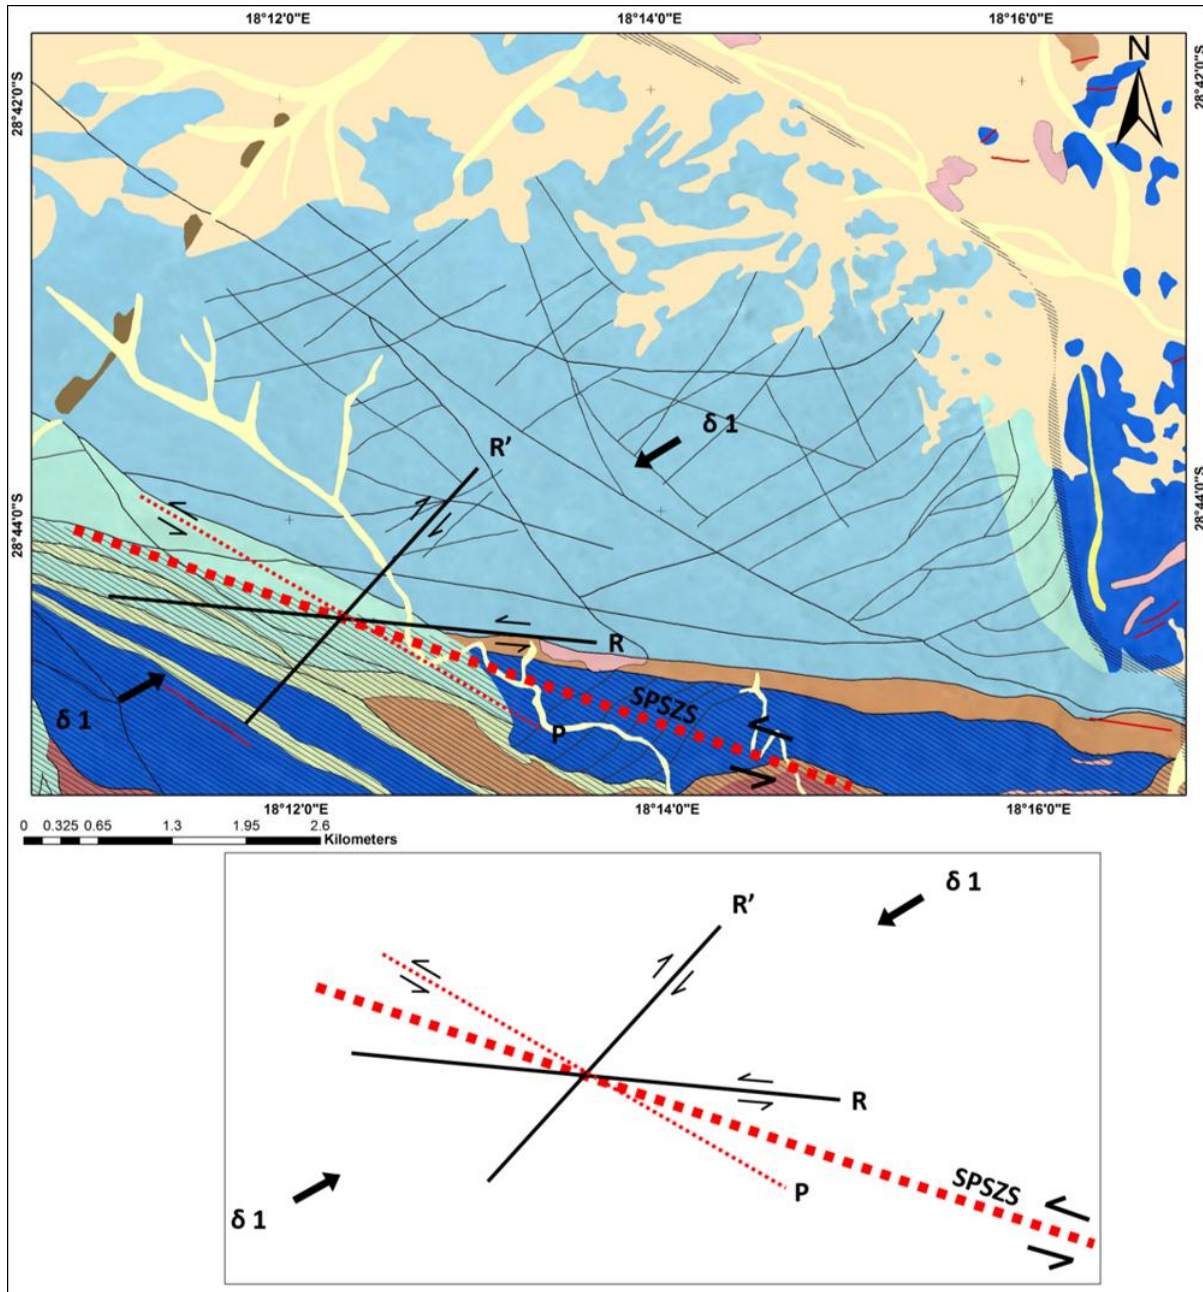 18°12'0"E 18°14'0"E 18°16'0"E
N
28°42'0"S 28°42'0"S
δ 1
R'
28°44'0"S 28°44'0"S
R
SPSZS
δ 1
P
18°12'0"E 18°14'0"E 18°16'0"E
0 0.325 0.65 1.3 1.95 2.6
Kilometers
δ 1
R'
R
SPSZS
P
δ 1